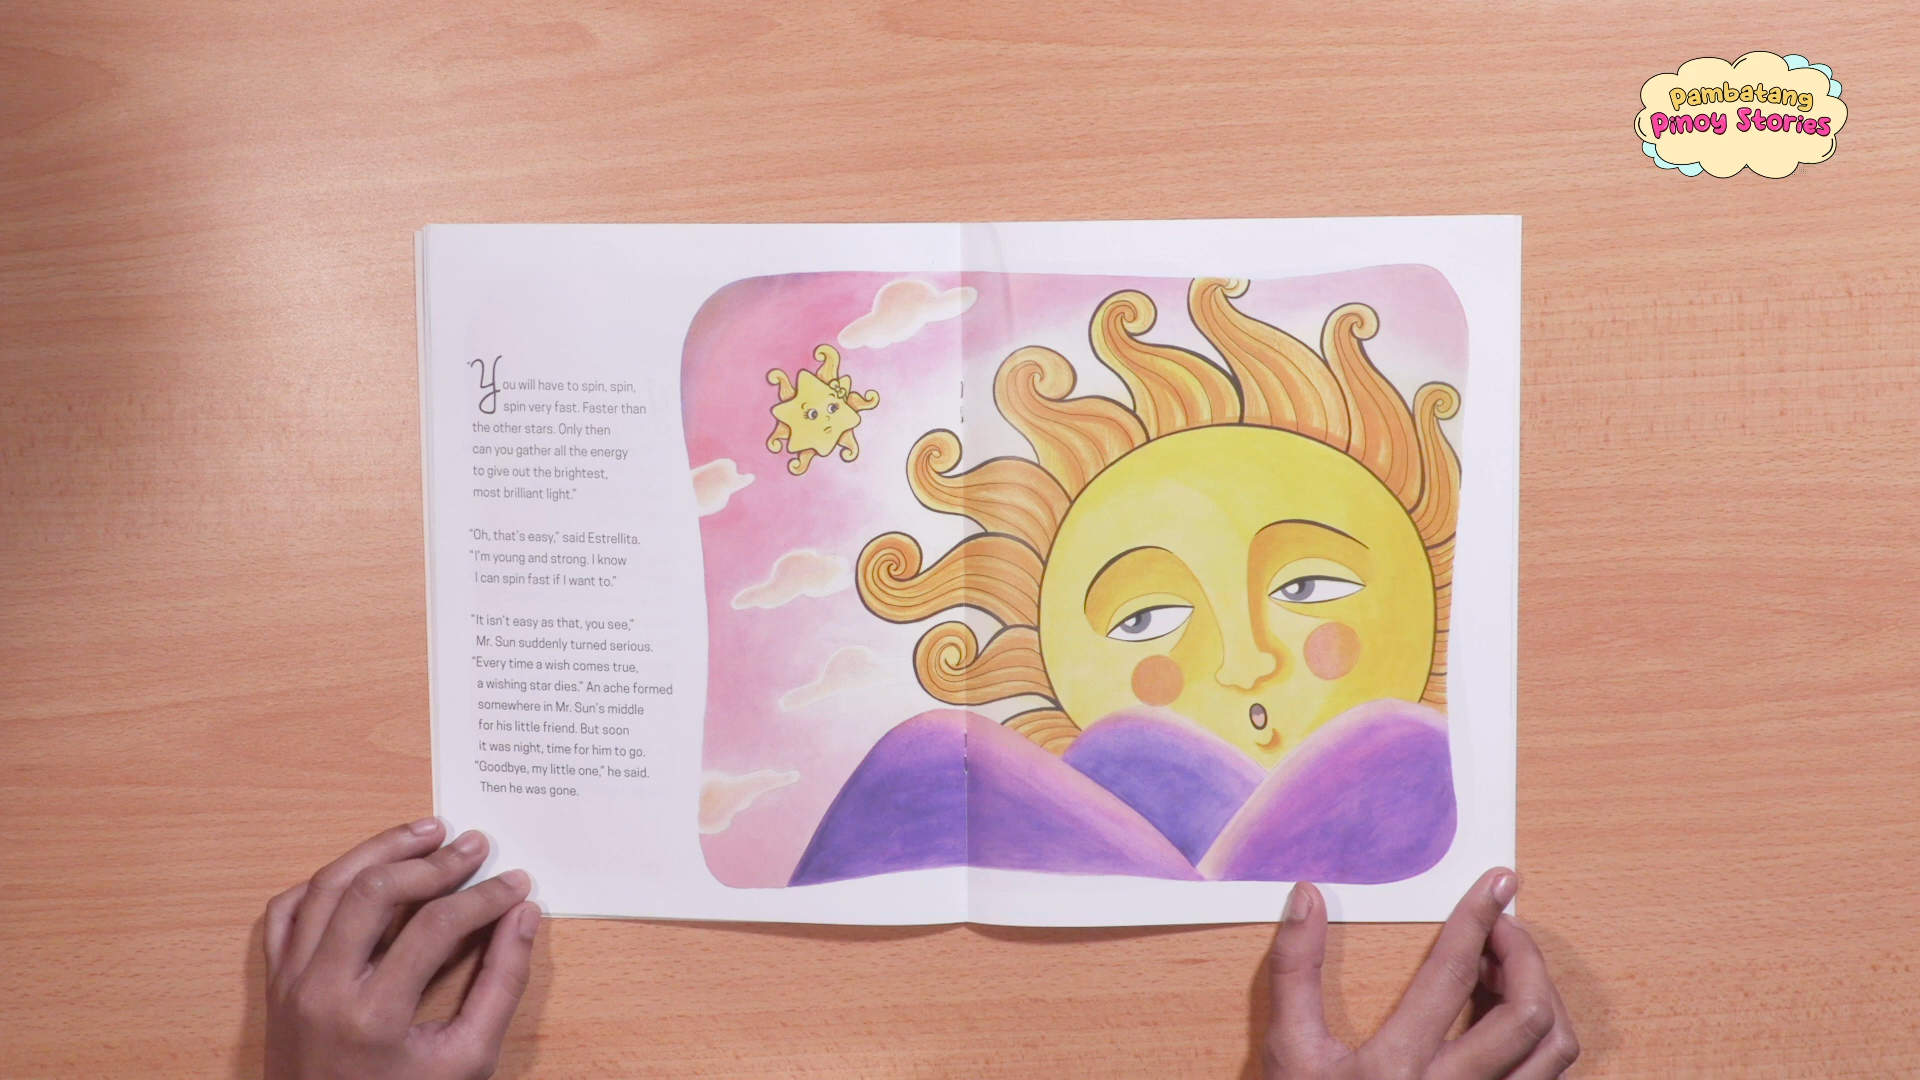 "You will have to spin, spin,
spin very fast. Faster than
the other stars. Only then
can you gather all the energy
to give out the brightest,
most brilliant light."
"Oh, that's easy," said Estrellita.
"I'm young and strong. I know
I can spin fast if I want to."
"It isn't easy as that, you see,"
Mr. Sun suddenly turned serious.
"Every time a wish comes true,
a wishing star dies." An ache formed
somewhere in Mr. Sun's middle
for his little friend. But soon
it was night, time for him to go.
"Goodbye, my little one," he said.
Then he was gone.
Pambatang
Pinoy Stories